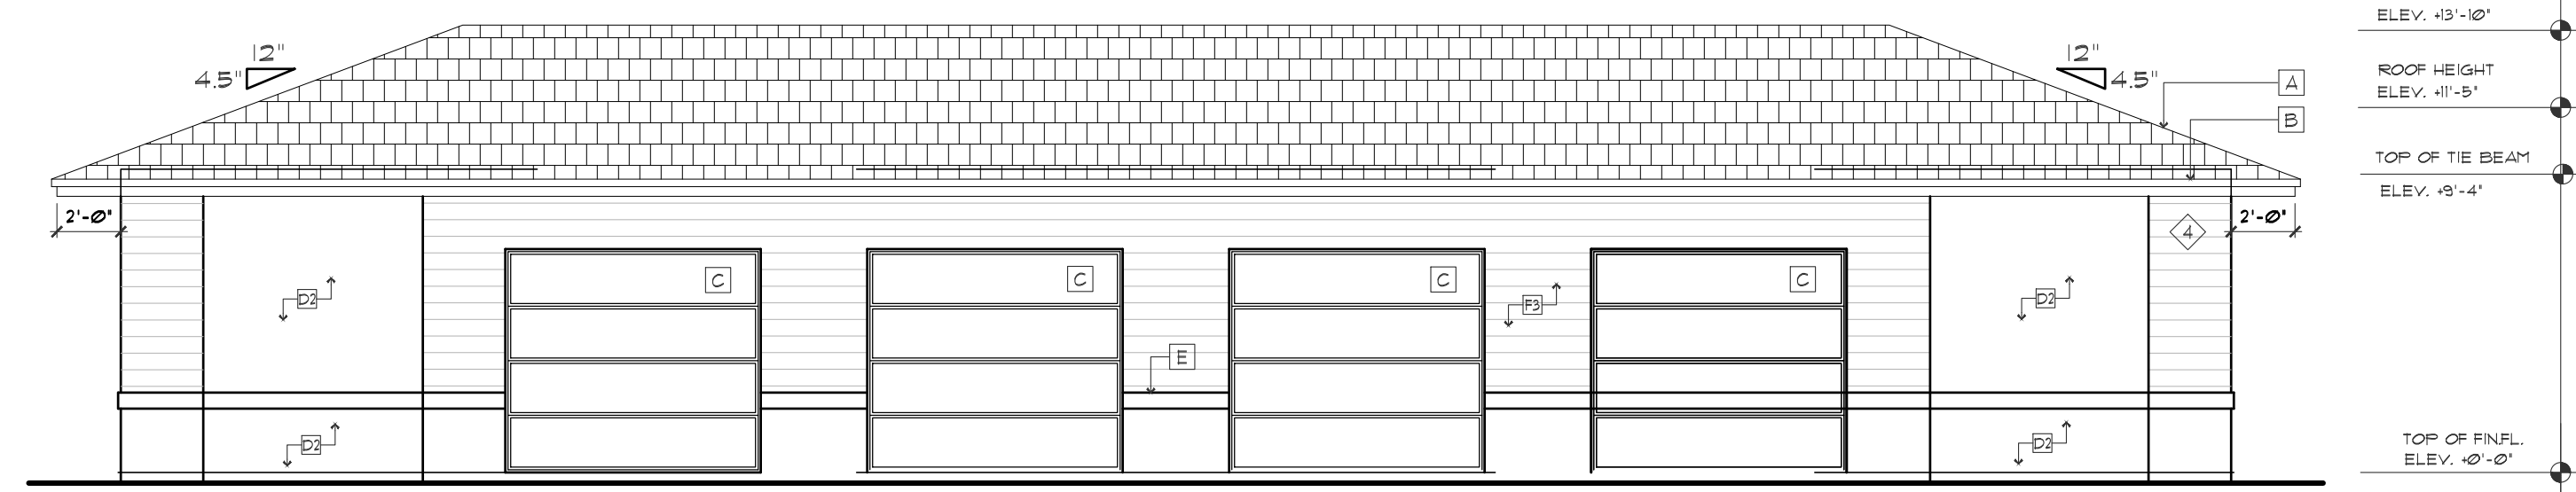 ELEV. +13'-10"
12"
4.5"
12"
4.5"
ROOF HEIGHT
ELEV. +11'-5"
A
B
TOP OF TIE BEAM
ELEV. +9'-4"
2'-0"
2'-0"
4
C
C
C
C
D2
F3
D2
E
D2
D2
TOP OF FIN.FL.
ELEV. +0'-0"